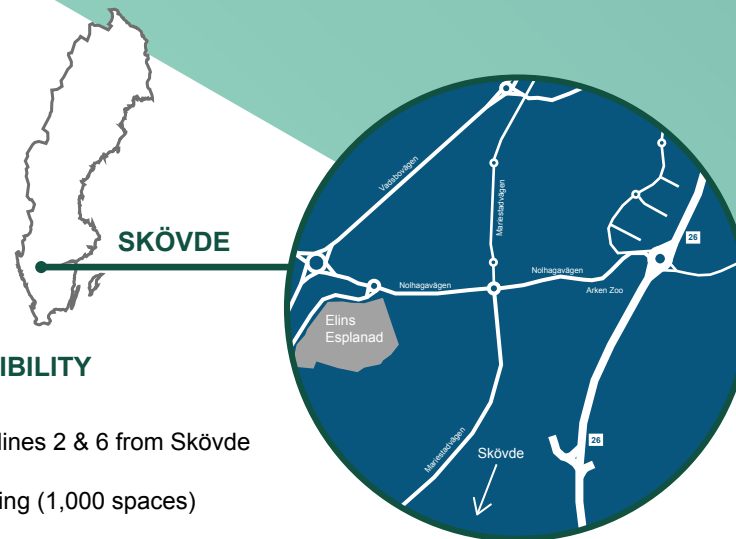 SKÖVDE
IBILITY
lines 2 & 6 from Skövde
ing (1,000 spaces)
Vadsbovägen
Mariestadvägen
26
Nolhagavägen
Nolhagavägen
Arken Zoo
Elins
Esplanad
Mariestadvägen
26
Skövde